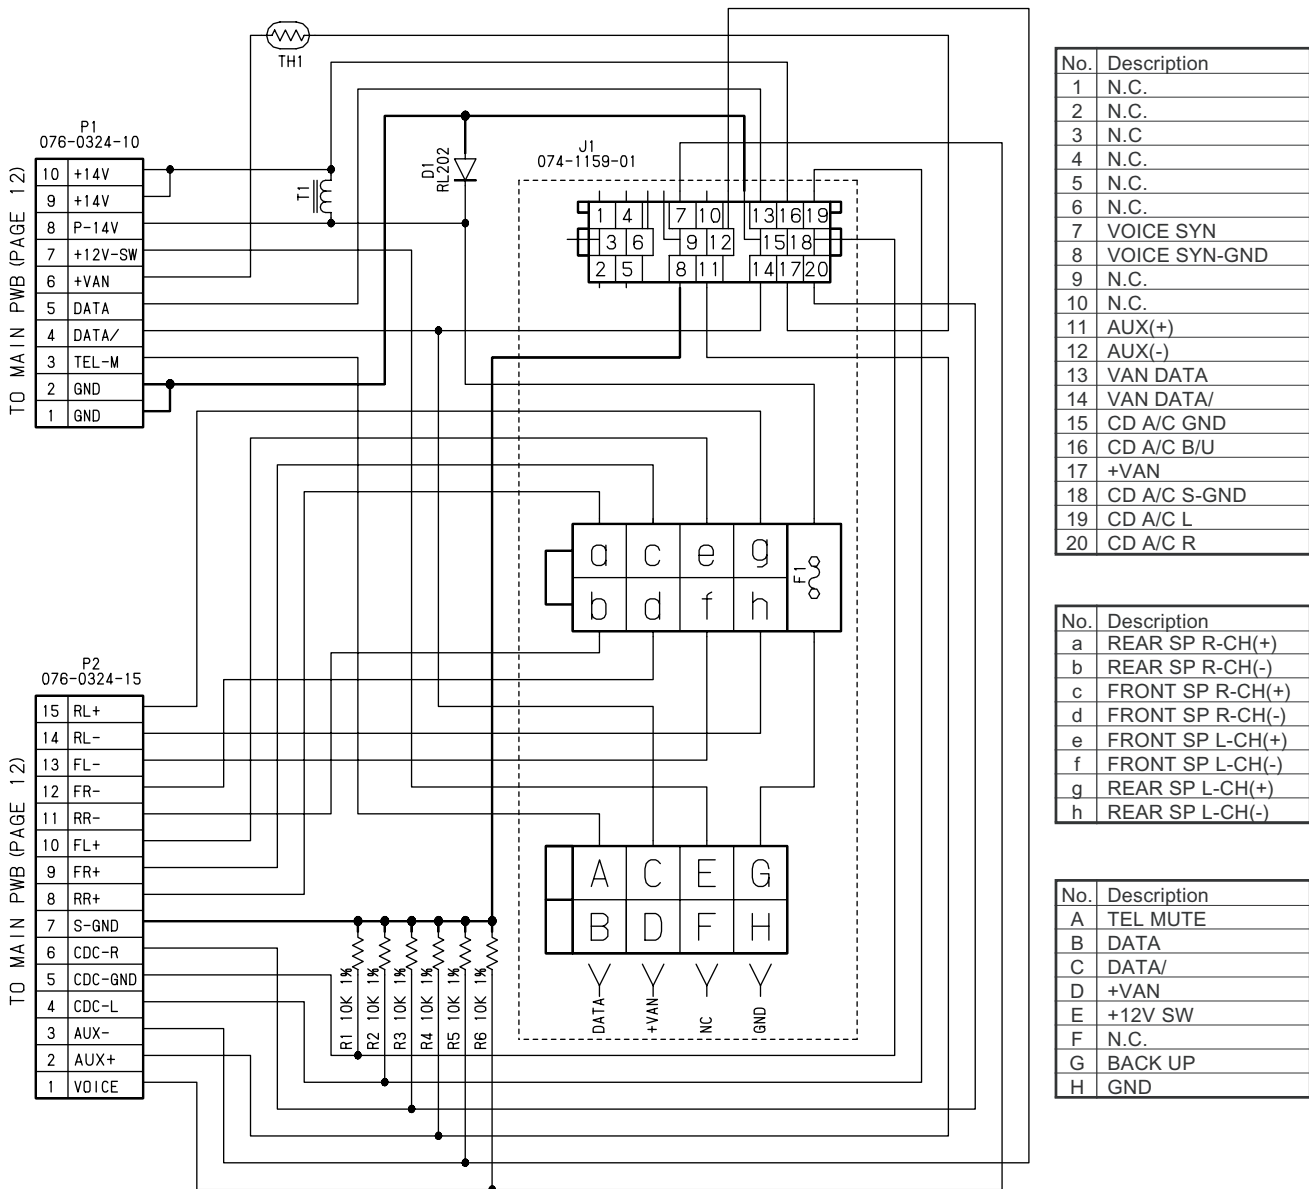 TH1
P1
076-0324-10
TO MAIN PWB (PAGE 12)
10 +14V
9 +14V
8 P-14V
7 +12V-SW
6 +VAN
5 DATA
4 DATA/
3 TEL-M
2 GND
1 GND
T1
D1
RL202
J1
074-1159-01
1 4 7 10 13 16 19
3 6 9 12 15 18
2 5 8 11 14 17 20
a c e g
b d f h
F1
P2
076-0324-15
TO MAIN PWB (PAGE 12)
15 RL+
14 RL-
13 FL-
12 FR-
11 RR-
10 FL+
9 FR+
8 RR+
7 S-GND
6 CDC-R
5 CDC-GND
4 CDC-L
3 AUX-
2 AUX+
1 VOICE
R1 10K 1%
R2 10K 1%
R3 10K 1%
R4 10K 1%
R5 10K 1%
R6 10K 1%
A C E G
B D F H
DATA
+VAN
NC
GND
No. Description
1 N.C.
2 N.C.
3 N.C
4 N.C.
5 N.C.
6 N.C.
7 VOICE SYN
8 VOICE SYN-GND
9 N.C.
10 N.C.
11 AUX(+)
12 AUX(-)
13 VAN DATA
14 VAN DATA/
15 CD A/C GND
16 CD A/C B/U
17 +VAN
18 CD A/C S-GND
19 CD A/C L
20 CD A/C R
No. Description
a REAR SP R-CH(+)
b REAR SP R-CH(-)
c FRONT SP R-CH(+)
d FRONT SP R-CH(-)
e FRONT SP L-CH(+)
f FRONT SP L-CH(-)
g REAR SP L-CH(+)
h REAR SP L-CH(-)
No. Description
A TEL MUTE
B DATA
C DATA/
D +VAN
E +12V SW
F N.C.
G BACK UP
H GND